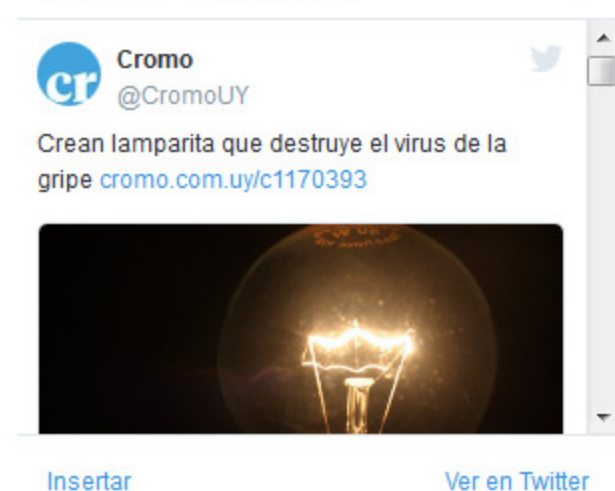 cr
Cromo
@CromoUY
Crean lamparita que destruye el virus de la
gripe cromo.com.uy/c1170393
Insertar
Ver en Twitter